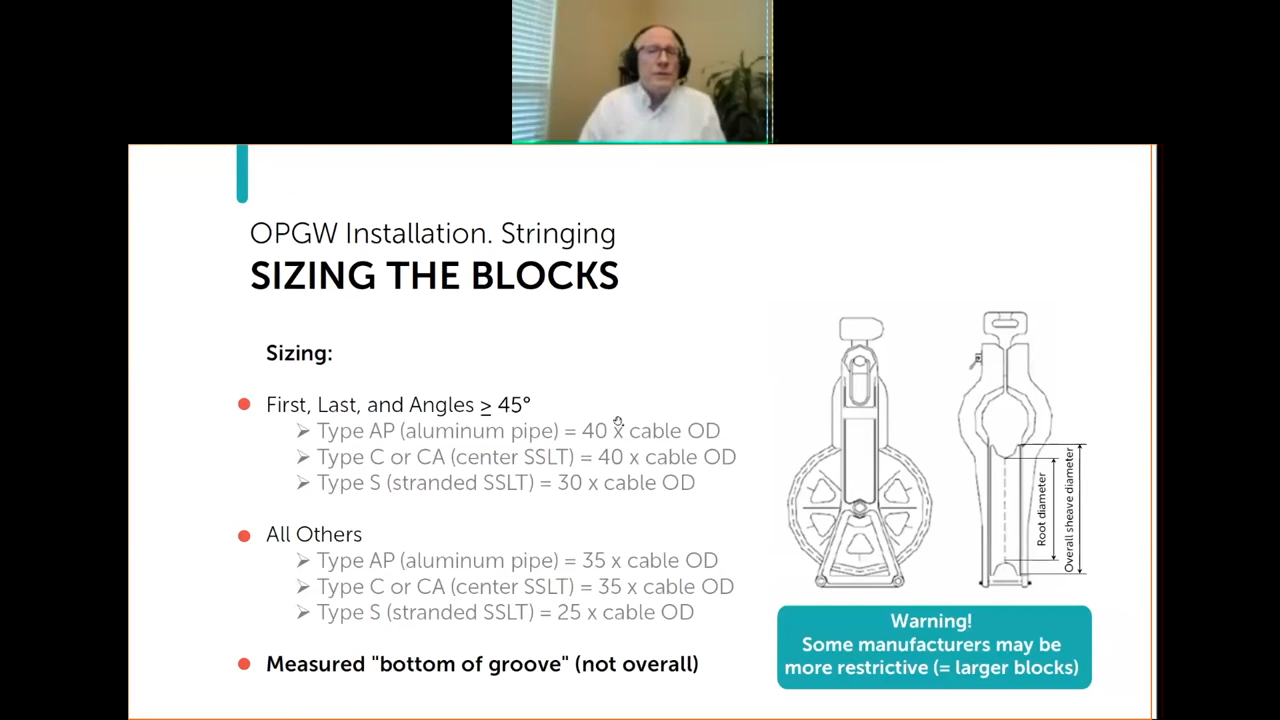 OPGW Installation. Stringing
SIZING THE BLOCKS
Sizing:
First, Last, and Angles ≥ 45°
Type AP (aluminum pipe) = 40 x cable OD
Type C or CA (center SSLT) = 40 x cable OD
Type S (stranded SSLT) = 30 x cable OD
All Others
Type AP (aluminum pipe) = 35 x cable OD
Type C or CA (center SSLT) = 35 x cable OD
Type S (stranded SSLT) = 25 x cable OD
Measured "bottom of groove" (not overall)
Root diameter
Overall sheave diameter
Warning!
Some manufacturers may be
more restrictive (= larger blocks)